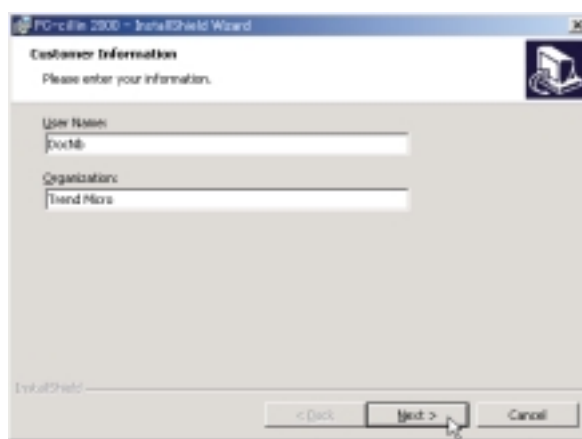 PC-cillin 2000 - InstallShield Wizard
Customer Information
Please enter your information.
User Name:
Organization:
Trend Micro
InstallShield
< Back
Next >
Cancel